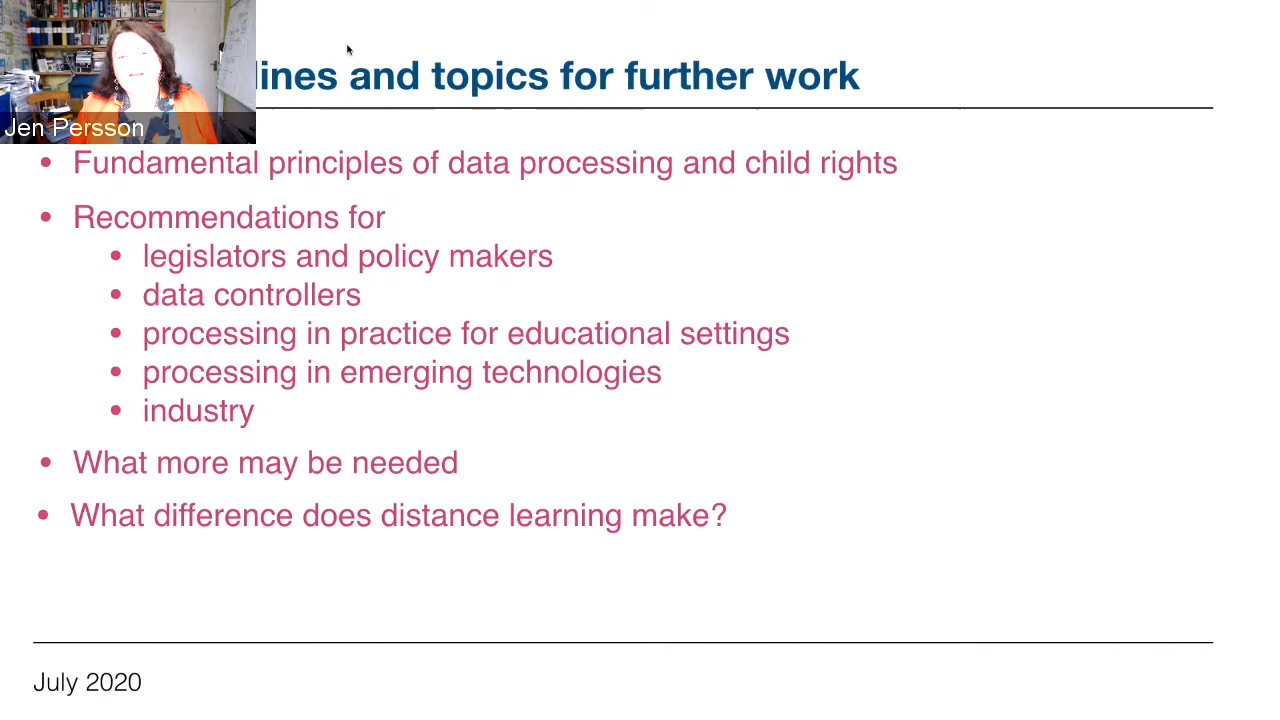 lines and topics for further work
Jen Persson
• Fundamental principles of data processing and child rights
• Recommendations for
• legislators and policy makers
• data controllers
• processing in practice for educational settings
• processing in emerging technologies
• industry
• What more may be needed
• What difference does distance learning make?
July 2020